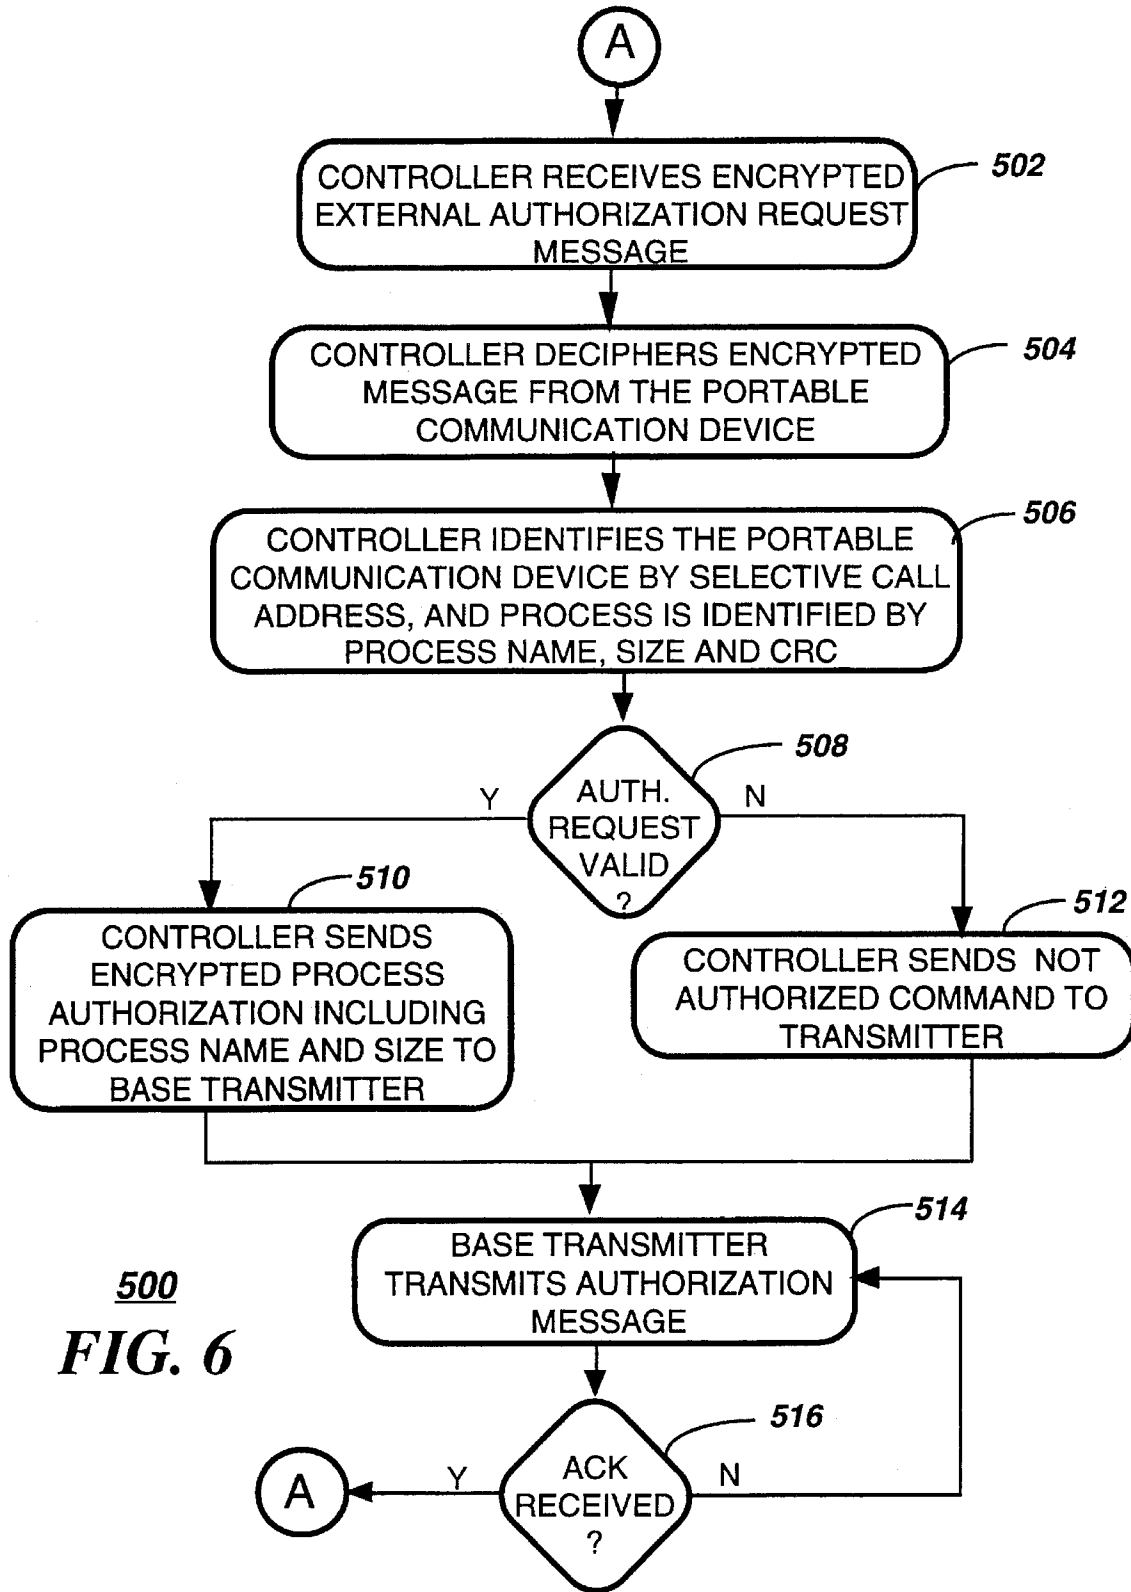 A
CONTROLLER RECEIVES ENCRYPTED
EXTERNAL AUTHORIZATION REQUEST
MESSAGE
502
CONTROLLER DECIPHERS ENCRYPTED
MESSAGE FROM THE PORTABLE
COMMUNICATION DEVICE
504
CONTROLLER IDENTIFIES THE PORTABLE
COMMUNICATION DEVICE BY SELECTIVE CALL
ADDRESS, AND PROCESS IS IDENTIFIED BY
PROCESS NAME, SIZE AND CRC
506
AUTH.
REQUEST
VALID
?
508
Y
N
CONTROLLER SENDS
ENCRYPTED PROCESS
AUTHORIZATION INCLUDING
PROCESS NAME AND SIZE TO
BASE TRANSMITTER
510
CONTROLLER SENDS NOT
AUTHORIZED COMMAND TO
TRANSMITTER
512
BASE TRANSMITTER
TRANSMITS AUTHORIZATION
MESSAGE
514
500
FIG. 6
ACK
RECEIVED
?
516
Y
N
A